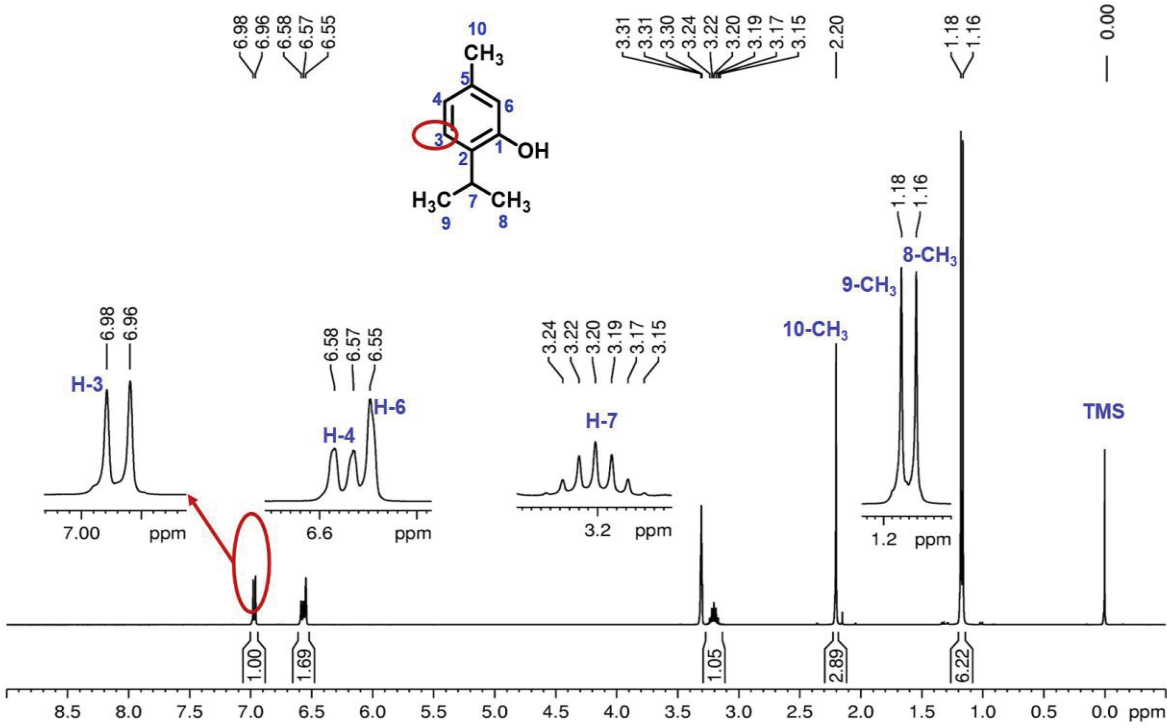 6.98
6.96
6.58
6.57
6.55
3.31
3.31
3.30
3.24
3.22
3.20
3.19
3.17
3.15
2.20
1.18
1.16
0.00
10
CH₃
5
4
6
3
1
OH
2
H₃C
7
CH₃
9
8
1.18
1.16
8-CH₃
9-CH₃
6.98
6.96
H-3
7.00 ppm
6.58
6.57
6.55
H-6
H-4
6.6 ppm
3.24
3.22
3.20
3.19
3.17
3.15
H-7
3.2 ppm
10-CH₃
1.2 ppm
TMS
1.00
1.69
1.05
2.89
6.22
8.5 8.0 7.5 7.0 6.5 6.0 5.5 5.0 4.5 4.0 3.5 3.0 2.5 2.0 1.5 1.0 0.5 0.0 ppm